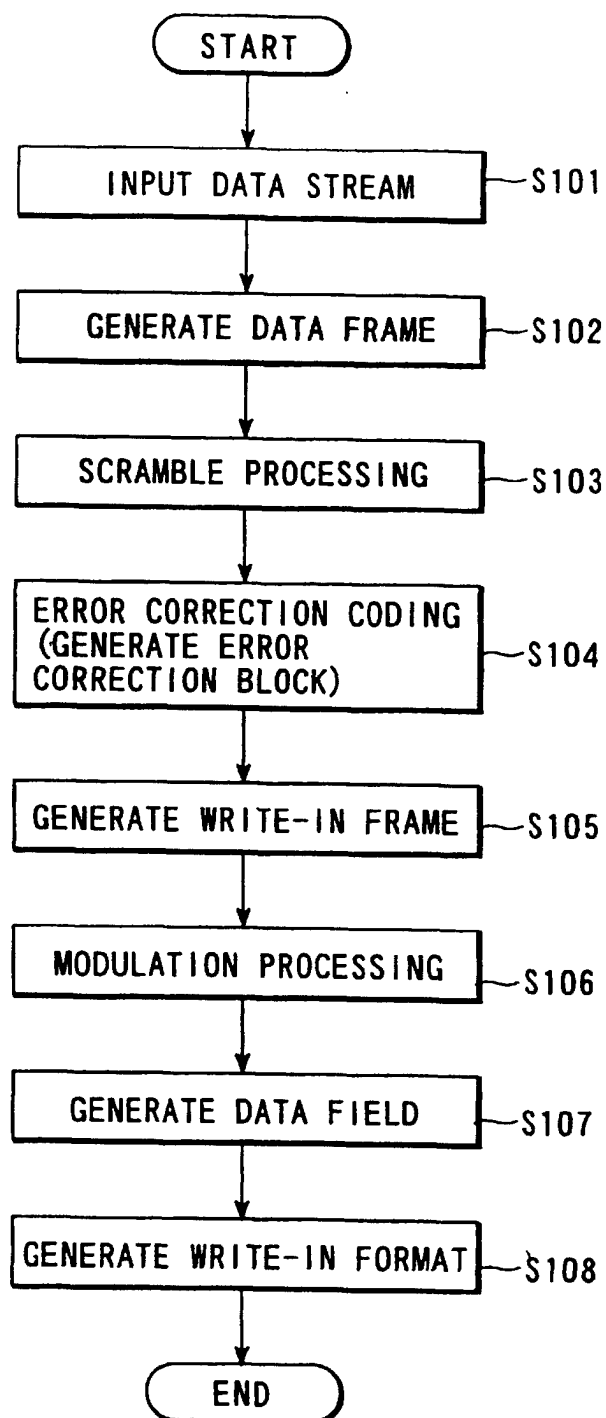 START
INPUT DATA STREAM
S101
GENERATE DATA FRAME
S102
SCRAMBLE PROCESSING
S103
ERROR CORRECTION CODING
(GENERATE ERROR
CORRECTION BLOCK)
S104
GENERATE WRITE-IN FRAME
S105
MODULATION PROCESSING
S106
GENERATE DATA FIELD
S107
GENERATE WRITE-IN FORMAT
S108
END